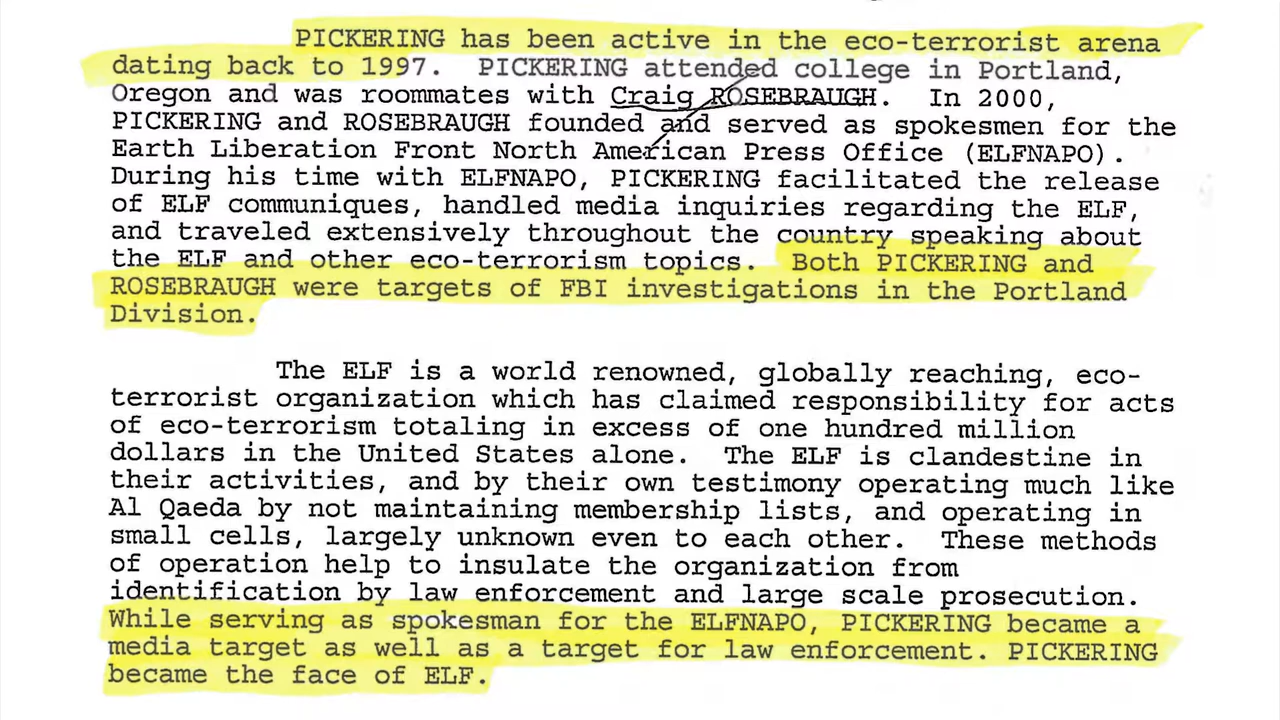 PICKERING has been active in the eco-terrorist arena
dating back to 1997. PICKERING attended college in Portland,
Oregon and was roommates with Craig ROSEBRAUGH. In 2000,
PICKERING and ROSEBRAUGH founded and served as spokesmen for the
Earth Liberation Front North American Press Office (ELFNAPO).
During his time with ELFNAPO, PICKERING facilitated the release
of ELF communiques, handled media inquiries regarding the ELF,
and traveled extensively throughout the country speaking about
the ELF and other eco-terrorism topics. Both PICKERING and
ROSEBRAUGH were targets of FBI investigations in the Portland
Division.
The ELF is a world renowned, globally reaching, eco-
terrorist organization which has claimed responsibility for acts
of eco-terrorism totaling in excess of one hundred million
dollars in the United States alone. The ELF is clandestine in
their activities, and by their own testimony operating much like
Al Qaeda by not maintaining membership lists, and operating in
small cells, largely unknown even to each other. These methods
of operation help to insulate the organization from
identification by law enforcement and large scale prosecution.
While serving as spokesman for the ELFNAPO, PICKERING became a
media target as well as a target for law enforcement. PICKERING
became the face of ELF.